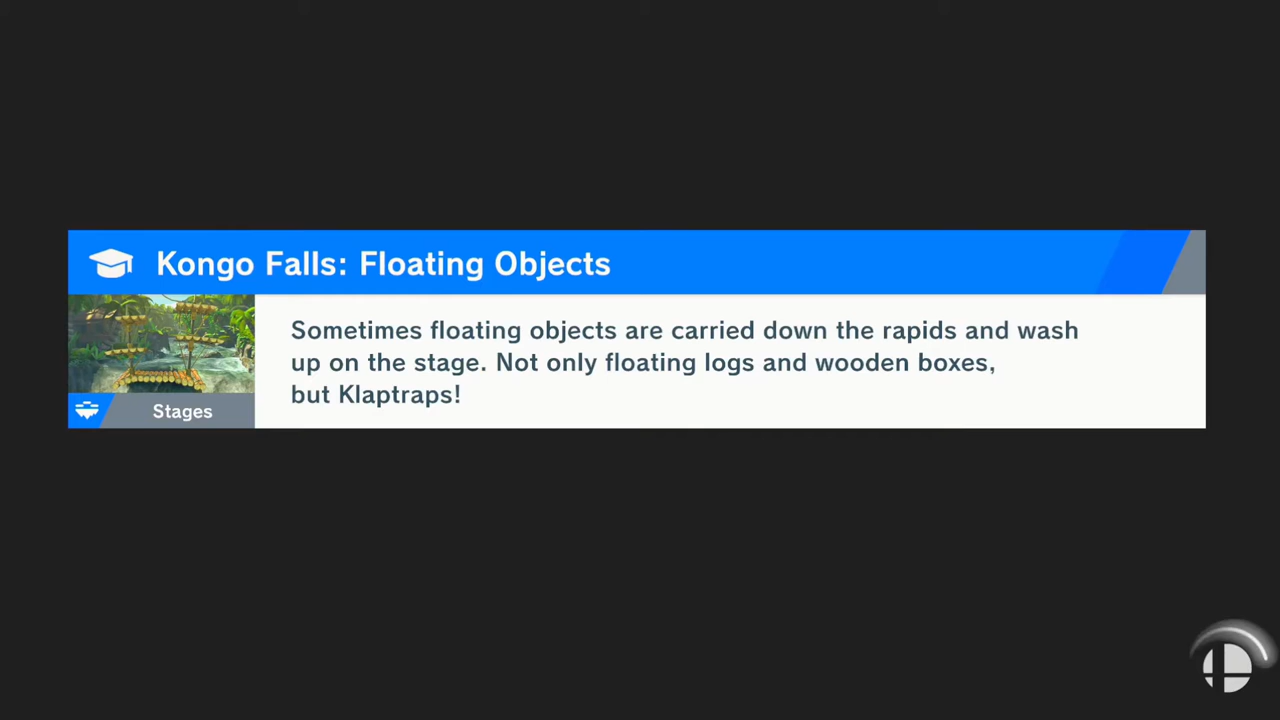 Kongo Falls: Floating Objects
Sometimes floating objects are carried down the rapids and wash
up on the stage. Not only floating logs and wooden boxes,
but Klaptraps!
Stages